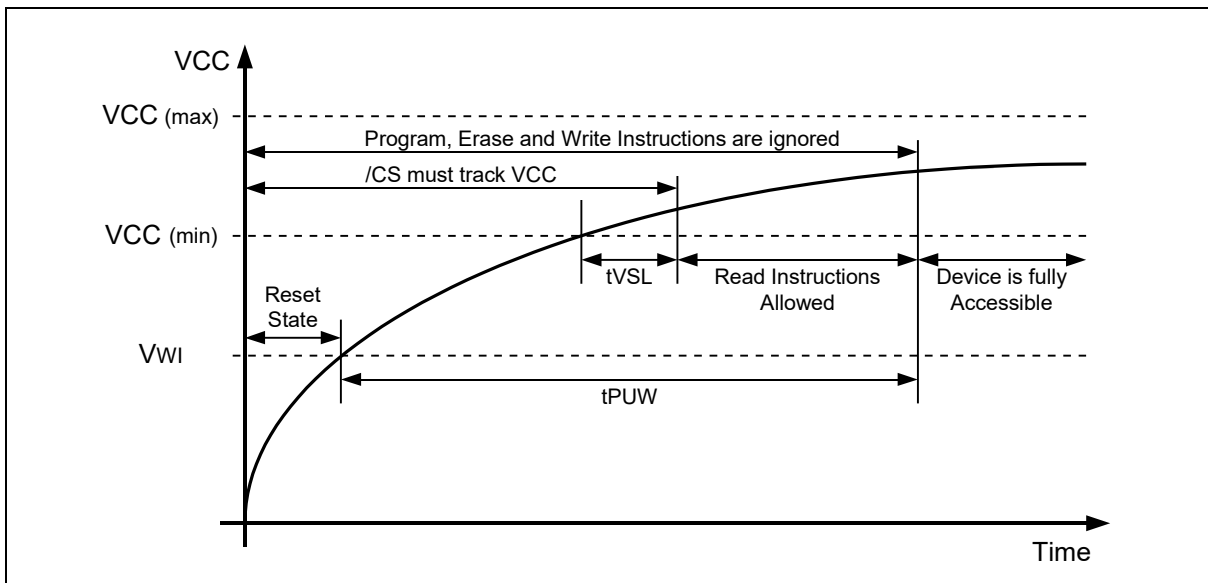 VCC
VCC (max)
Program, Erase and Write Instructions are ignored
/CS must track VCC
VCC (min)
tVSL
Read Instructions
Allowed
Device is fully
Accessible
Reset
State
VWI
tPUW
Time